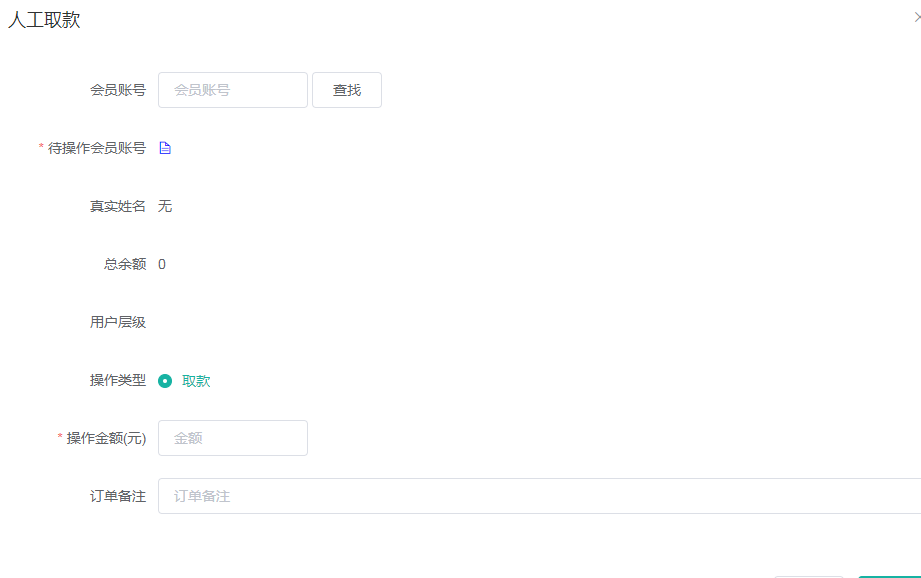 人工取款
会员账号 会员账号 查找
* 待操作会员账号
真实姓名 无
总余额 0
用户层级
操作类型 取款
* 操作金额(元) 金额
订单备注 订单备注